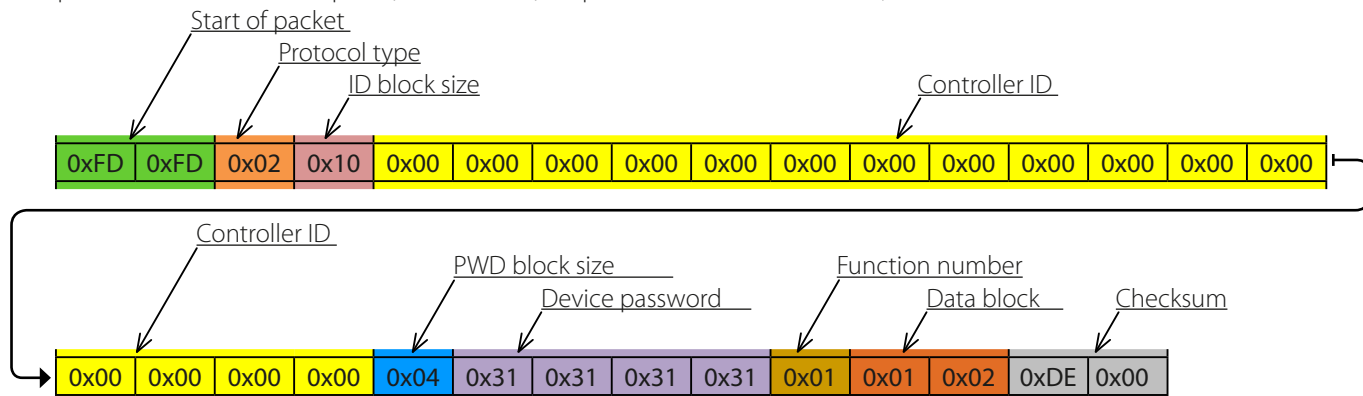 Start of packet
Protocol type
ID block size
Controller ID
0xFD 0xFD 0x02 0x10 0x00 0x00 0x00 0x00 0x00 0x00 0x00 0x00 0x00 0x00 0x00 0x00
Controller ID
PWD block size
Function number
Device password
Data block
Checksum
0x00 0x00 0x00 0x00 0x04 0x31 0x31 0x31 0x31 0x01 0x01 0x02 0xDE 0x00